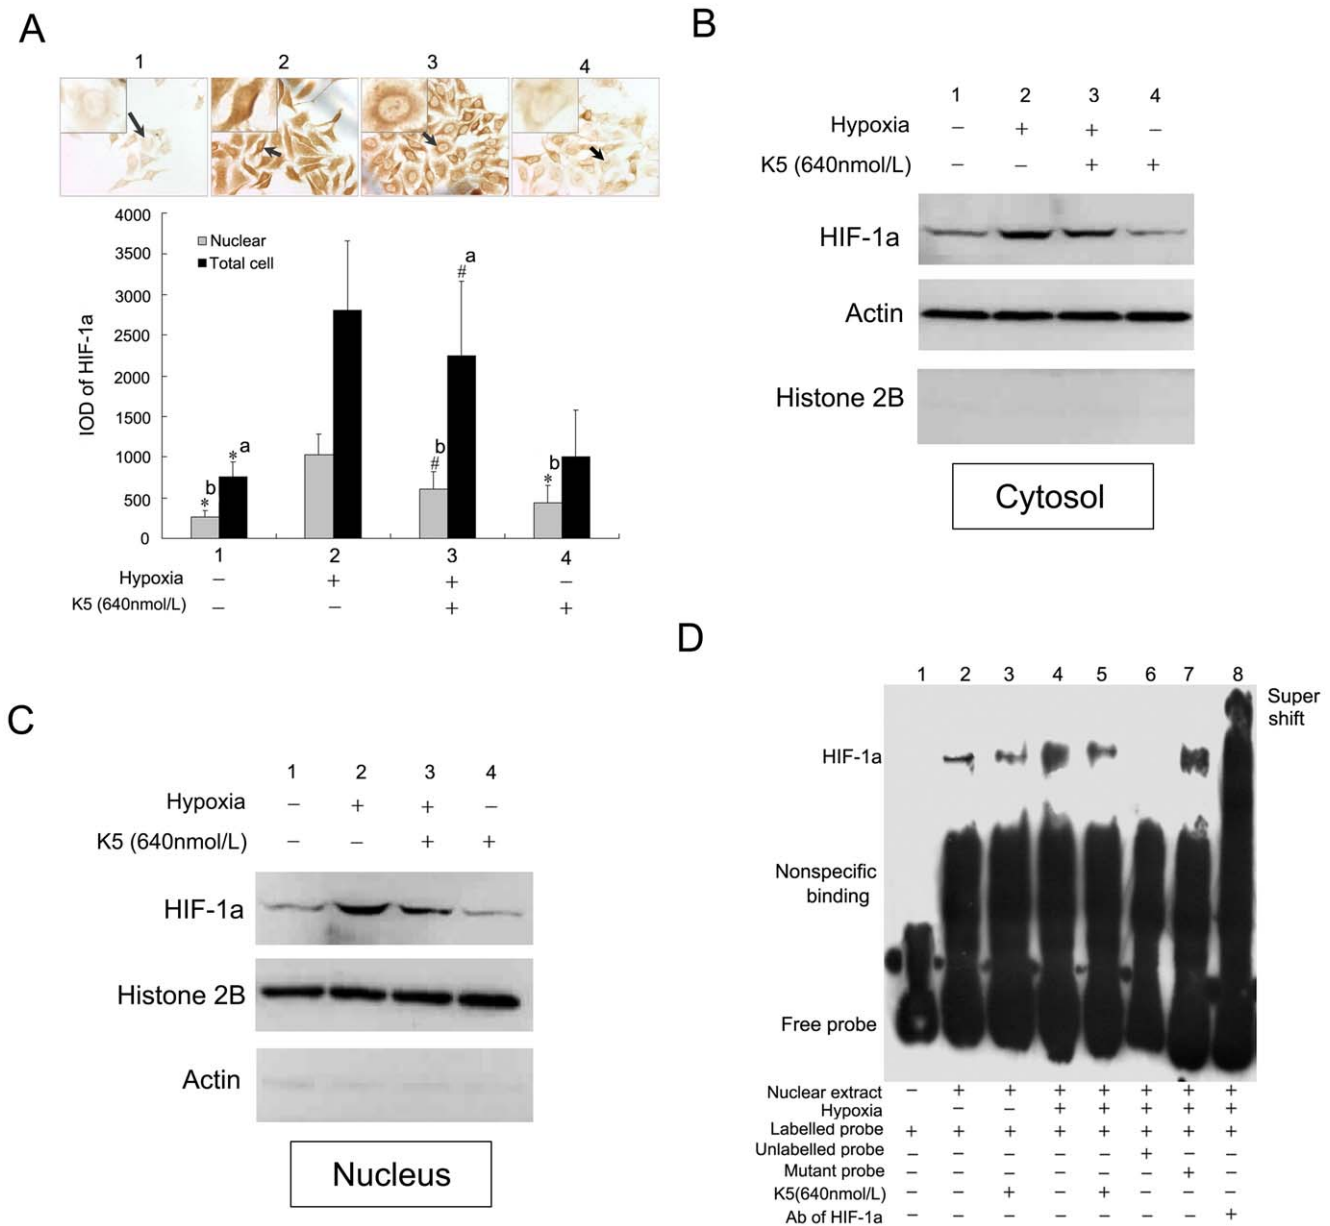 A
1 2 3 4
4000
3500
3000
2500
2000
1500
1000
500
0
IOD of HIF-1a
Nuclear
Total cell
b
*
* a
a
#
b
#
b
*
1 2 3 4
Hypoxia − + + −
K5 (640nmol/L) − − + +
B
1 2 3 4
Hypoxia − + + −
K5 (640nmol/L) − − + +
HIF-1a
Actin
Histone 2B
Cytosol
C
1 2 3 4
Hypoxia − + + −
K5 (640nmol/L) − − + +
HIF-1a
Histone 2B
Actin
Nucleus
D
1 2 3 4 5 6 7 8
Super
shift
HIF-1a
Nonspecific
binding
Free probe
Nuclear extract − + + + + + + +
Hypoxia − − + + + + +
Labelled probe + + + + + + + +
Unlabelled probe − − − − − + − −
Mutant probe − − − − − − + −
K5(640nmol/L) − − + − + − − −
Ab of HIF-1a − − − − − − − +